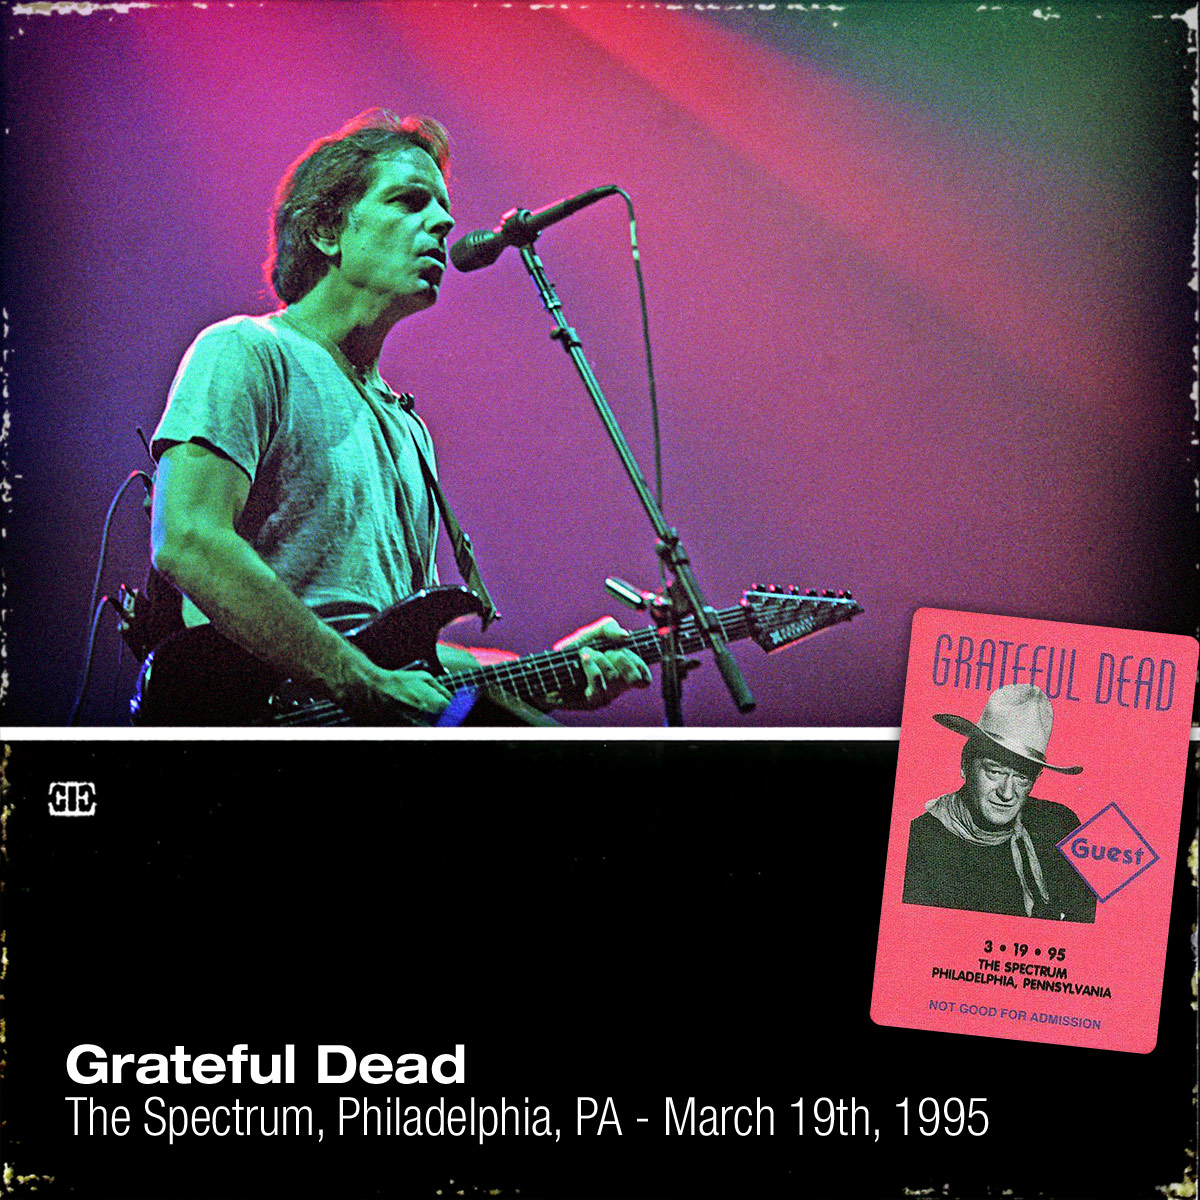 GRATEFUL DEAD
Guest
3 • 19 • 95
THE SPECTRUM
PHILADELPHIA, PENNSYLVANIA
NOT GOOD FOR ADMISSION
Grateful Dead
The Spectrum, Philadelphia, PA - March 19th, 1995